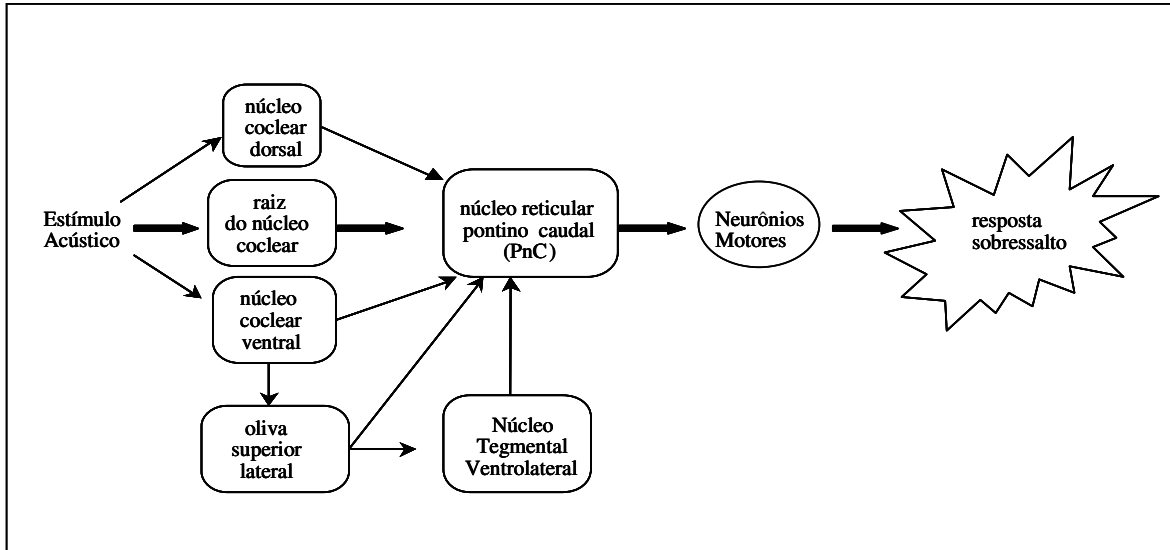 núcleo
coclear
dorsal
Estímulo
Acústico
raiz
do núcleo
coclear
núcleo
coclear
ventral
oliva
superior
lateral
núcleo reticular
pontino caudal
(PnC)
Núcleo
Tegmental
Ventrolateral
Neurônios
Motores
resposta
sobressalto